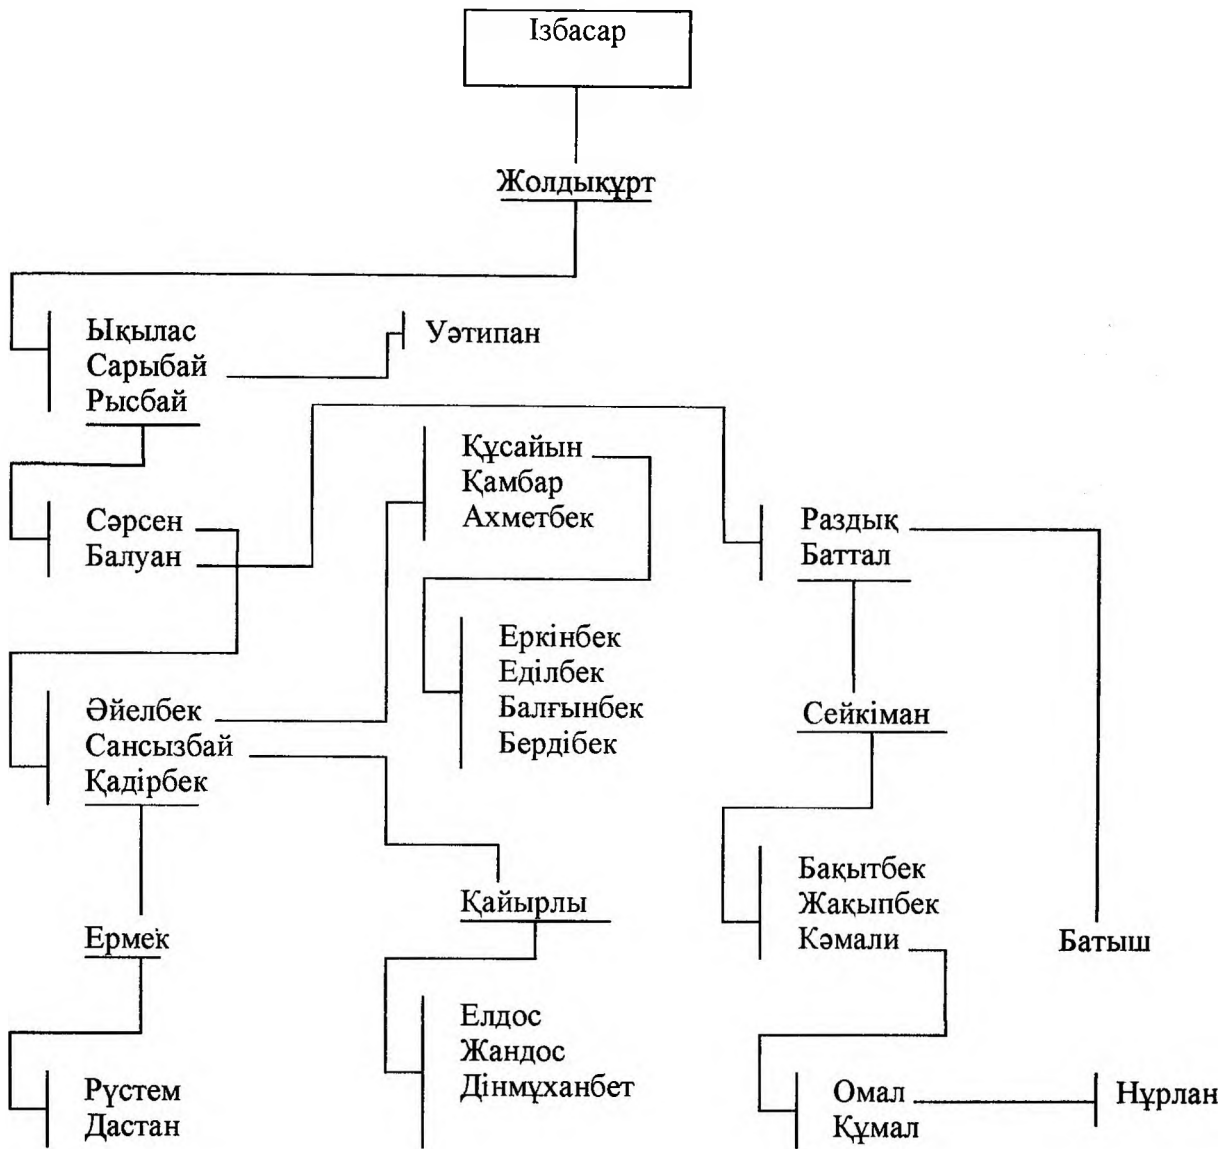 Ізбасар
Жолдықұрт
Ықылас
Сарыбай
Рысбай
Уәтипан
Құсайын
Қамбар
Ахметбек
Сәрсен
Балуан
Раздық
Баттал
Еркінбек
Еділбек
Балғынбек
Бердібек
Әйелбек
Сансызбай
Қадірбек
Сейкіман
Бақытбек
Жақыпбек
Кәмали
Қайырлы
Ермек
Батыш
Елдос
Жандос
Дінмұханбет
Рүстем
Дастан
Омал
Құмал
Нұрлан